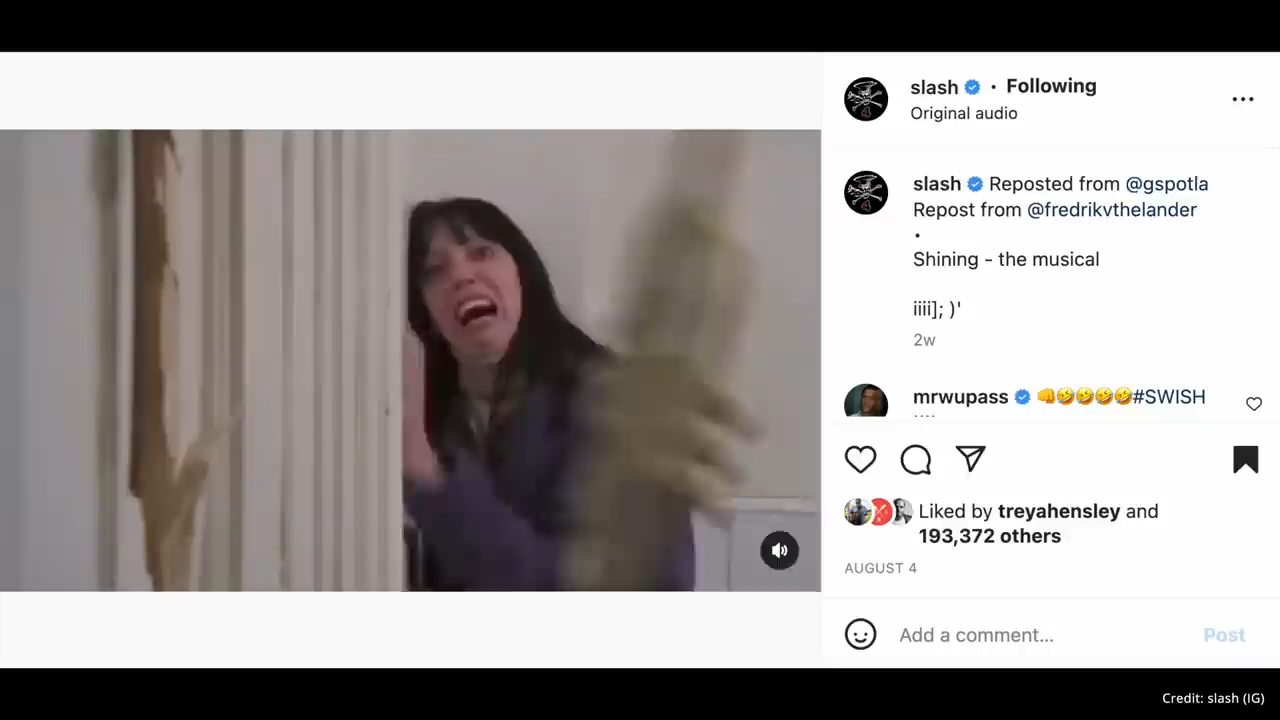 slash • Following
Original audio
slash Reposted from @gspotla
Repost from @fredrikvthelander
•
Shining - the musical
iiii]; )'
2w
mrwupass 👊🤣🤣🤣🤣#SWISH
Liked by treyahensley and
193,372 others
AUGUST 4
Add a comment...
Post
Credit: slash (IG)